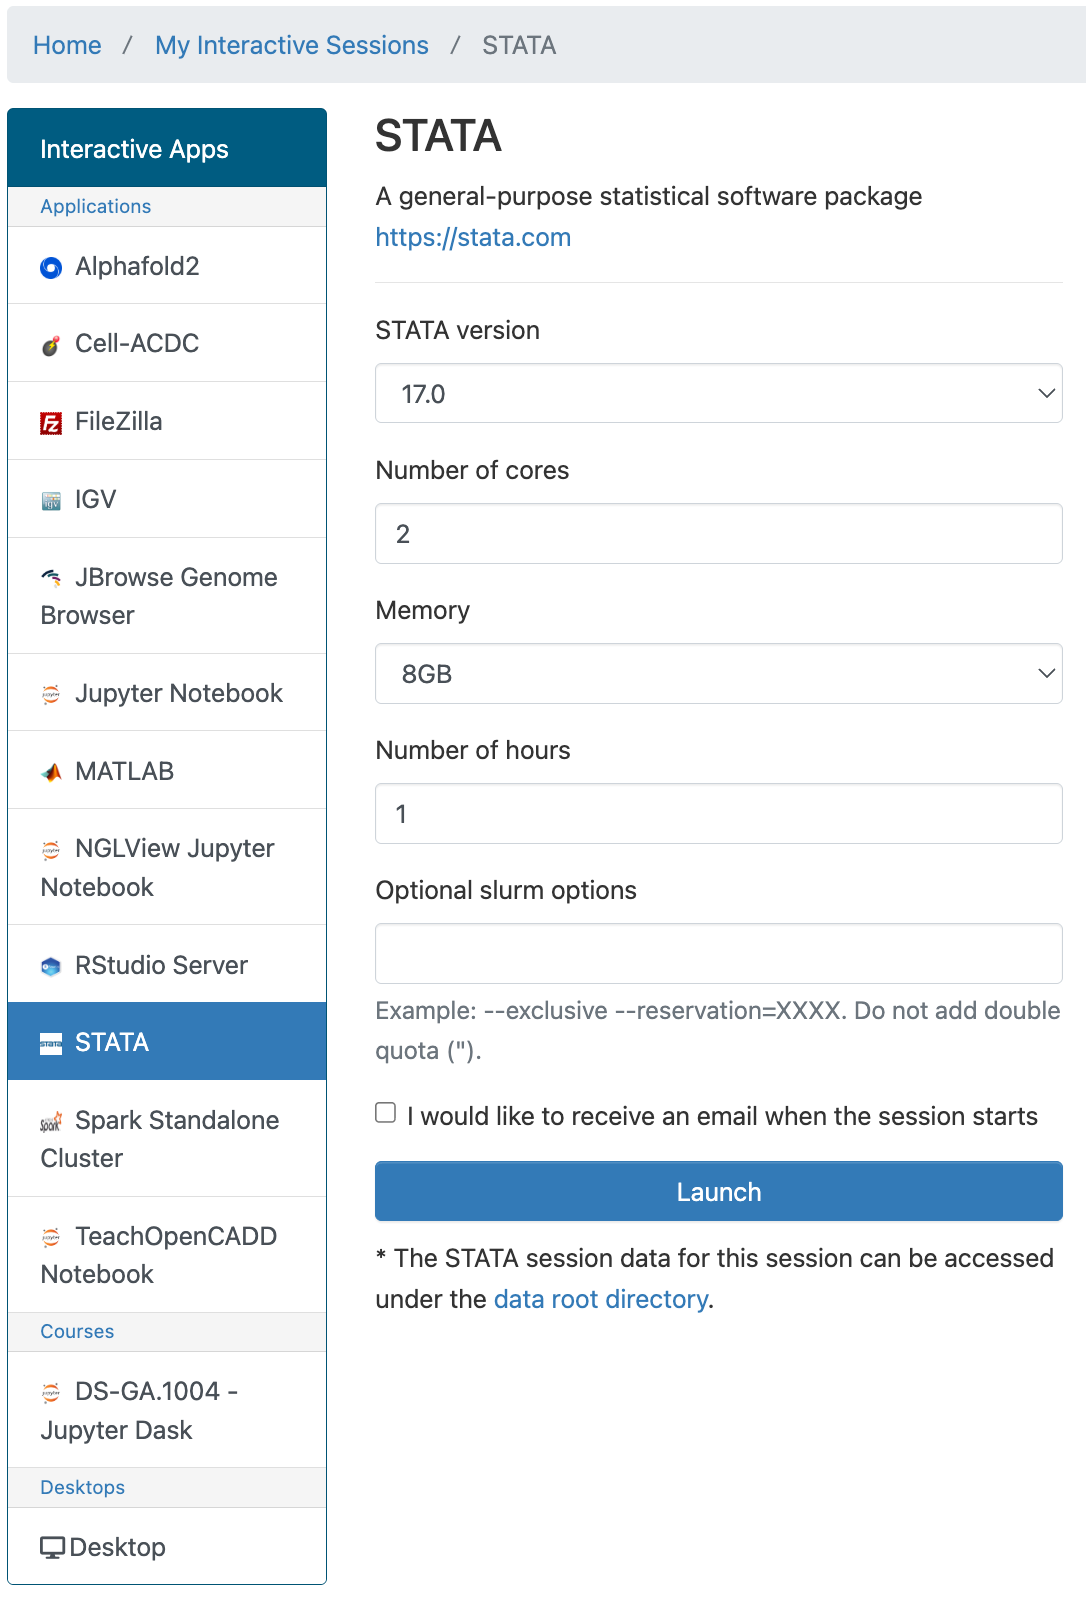 Home / My Interactive Sessions / STATA
Interactive Apps
Applications
Alphafold2
Cell-ACDC
FileZilla
IGV
JBrowse Genome
Browser
Jupyter Notebook
MATLAB
NGLView Jupyter
Notebook
RStudio Server
STATA
Spark Standalone
Cluster
TeachOpenCADD
Notebook
Courses
DS-GA.1004 -
Jupyter Dask
Desktops
Desktop
STATA
A general-purpose statistical software package
https://stata.com
STATA version
17.0
Number of cores
2
Memory
8GB
Number of hours
1
Optional slurm options
Example: --exclusive --reservation=XXXX. Do not add double
quota (").
I would like to receive an email when the session starts
Launch
* The STATA session data for this session can be accessed
under the data root directory.